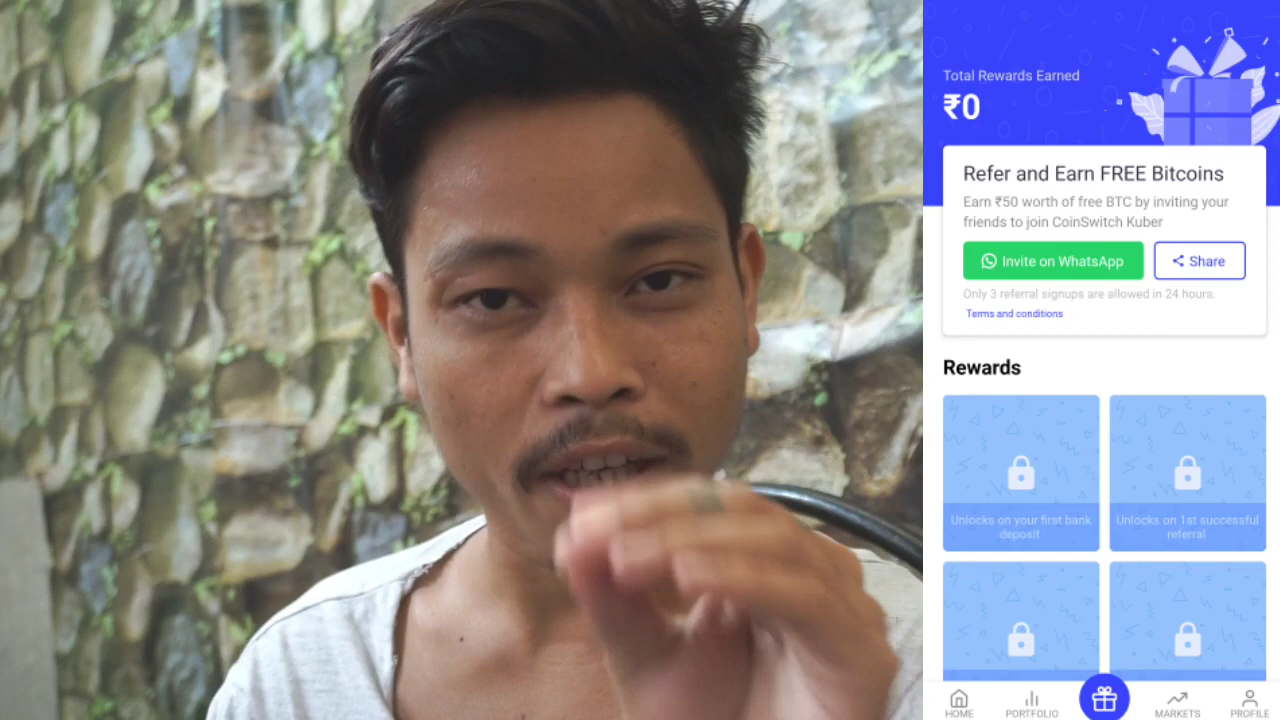 Total Rewards Earned
₹0
Refer and Earn FREE Bitcoins
Earn ₹50 worth of free BTC by inviting your
friends to join CoinSwitch Kuber
Invite on WhatsApp
Share
Only 3 referral signups are allowed in 24 hours.
Terms and conditions
Rewards
Unlocks on your first bank
deposit
Unlocks on 1st successful
referral
HOME
PORTFOLIO
MARKETS
PROFILE